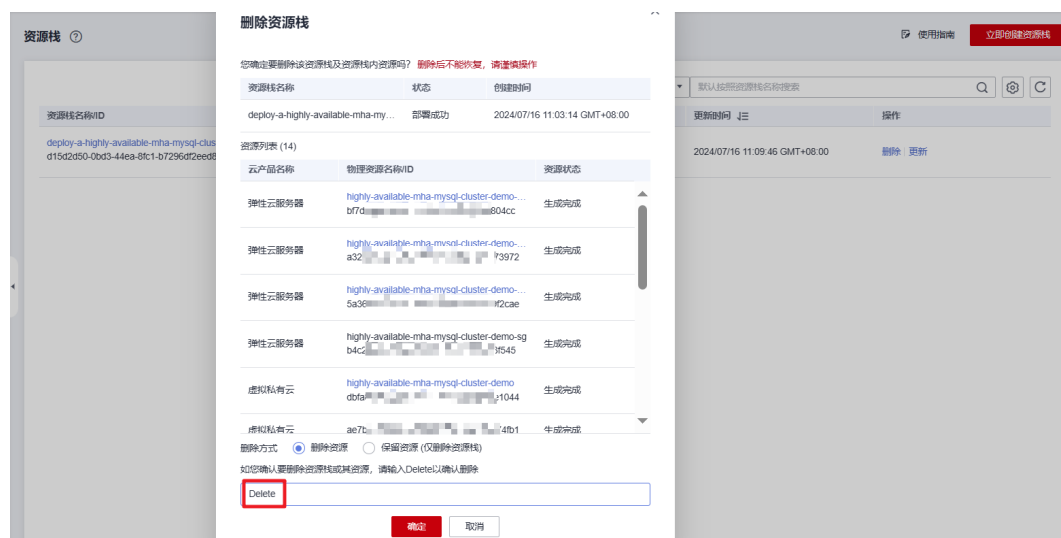 删除资源栈
资源栈
使用指南
立即创建资源栈
您确定要删除该资源栈及资源栈内资源吗? 删除后不能恢复,请谨慎操作
资源栈名称 状态 创建时间
默认按照资源栈名称搜索
deploy-a-highly-available-mha-my... 部署成功 2024/07/16 11:03:14 GMT+08:00
资源栈名称/ID 更新时间 操作
deploy-a-highly-available-mha-mysql-clus
d15d2d50-0bd3-44ea-8fc1-b7296df2eed8
2024/07/16 11:09:46 GMT+08:00 删除 更新
资源列表 (14)
云产品名称 物理资源名称/ID 资源状态
弹性云服务器 highly-available-mha-mysql-cluster-demo-... 生成完成
bf7d 804cc
弹性云服务器 highly-available-mha-mysql-cluster-demo-... 生成完成
a32 73972
弹性云服务器 highly-available-mha-mysql-cluster-demo-... 生成完成
5a36 f2cae
弹性云服务器 highly-available-mha-mysql-cluster-demo-sg 生成完成
b4c2 f545
虚拟私有云 highly-available-mha-mysql-cluster-demo 生成完成
dbfa 1044
虚拟私有云 ae7b 4fb1 生成完成
删除方式 删除资源 保留资源 (仅删除资源栈)
如您确认要删除资源栈或其资源,请输入Delete以确认删除
Delete
确定 取消